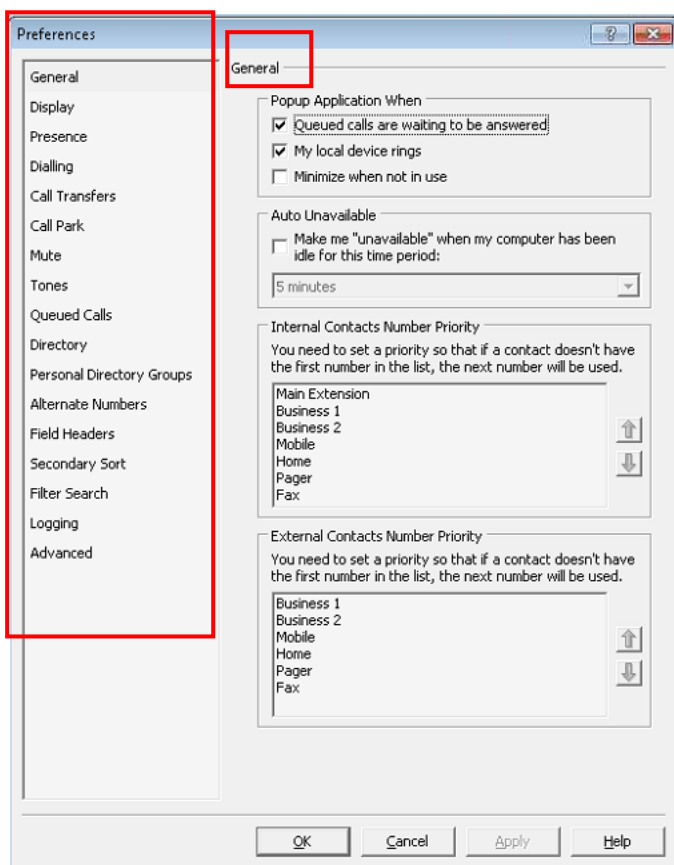 Preferences
General
Display
Presence
Dialling
Call Transfers
Call Park
Mute
Tones
Queued Calls
Directory
Personal Directory Groups
Alternate Numbers
Field Headers
Secondary Sort
Filter Search
Logging
Advanced
General
Popup Application When
Queued calls are waiting to be answered
My local device rings
Minimize when not in use
Auto Unavailable
Make me "unavailable" when my computer has been
idle for this time period:
5 minutes
Internal Contacts Number Priority
You need to set a priority so that if a contact doesn't have
the first number in the list, the next number will be used.
Main Extension
Business 1
Business 2
Mobile
Home
Pager
Fax
External Contacts Number Priority
You need to set a priority so that if a contact doesn't have
the first number in the list, the next number will be used.
Business 1
Business 2
Mobile
Home
Pager
Fax
OK
Cancel
Apply
Help